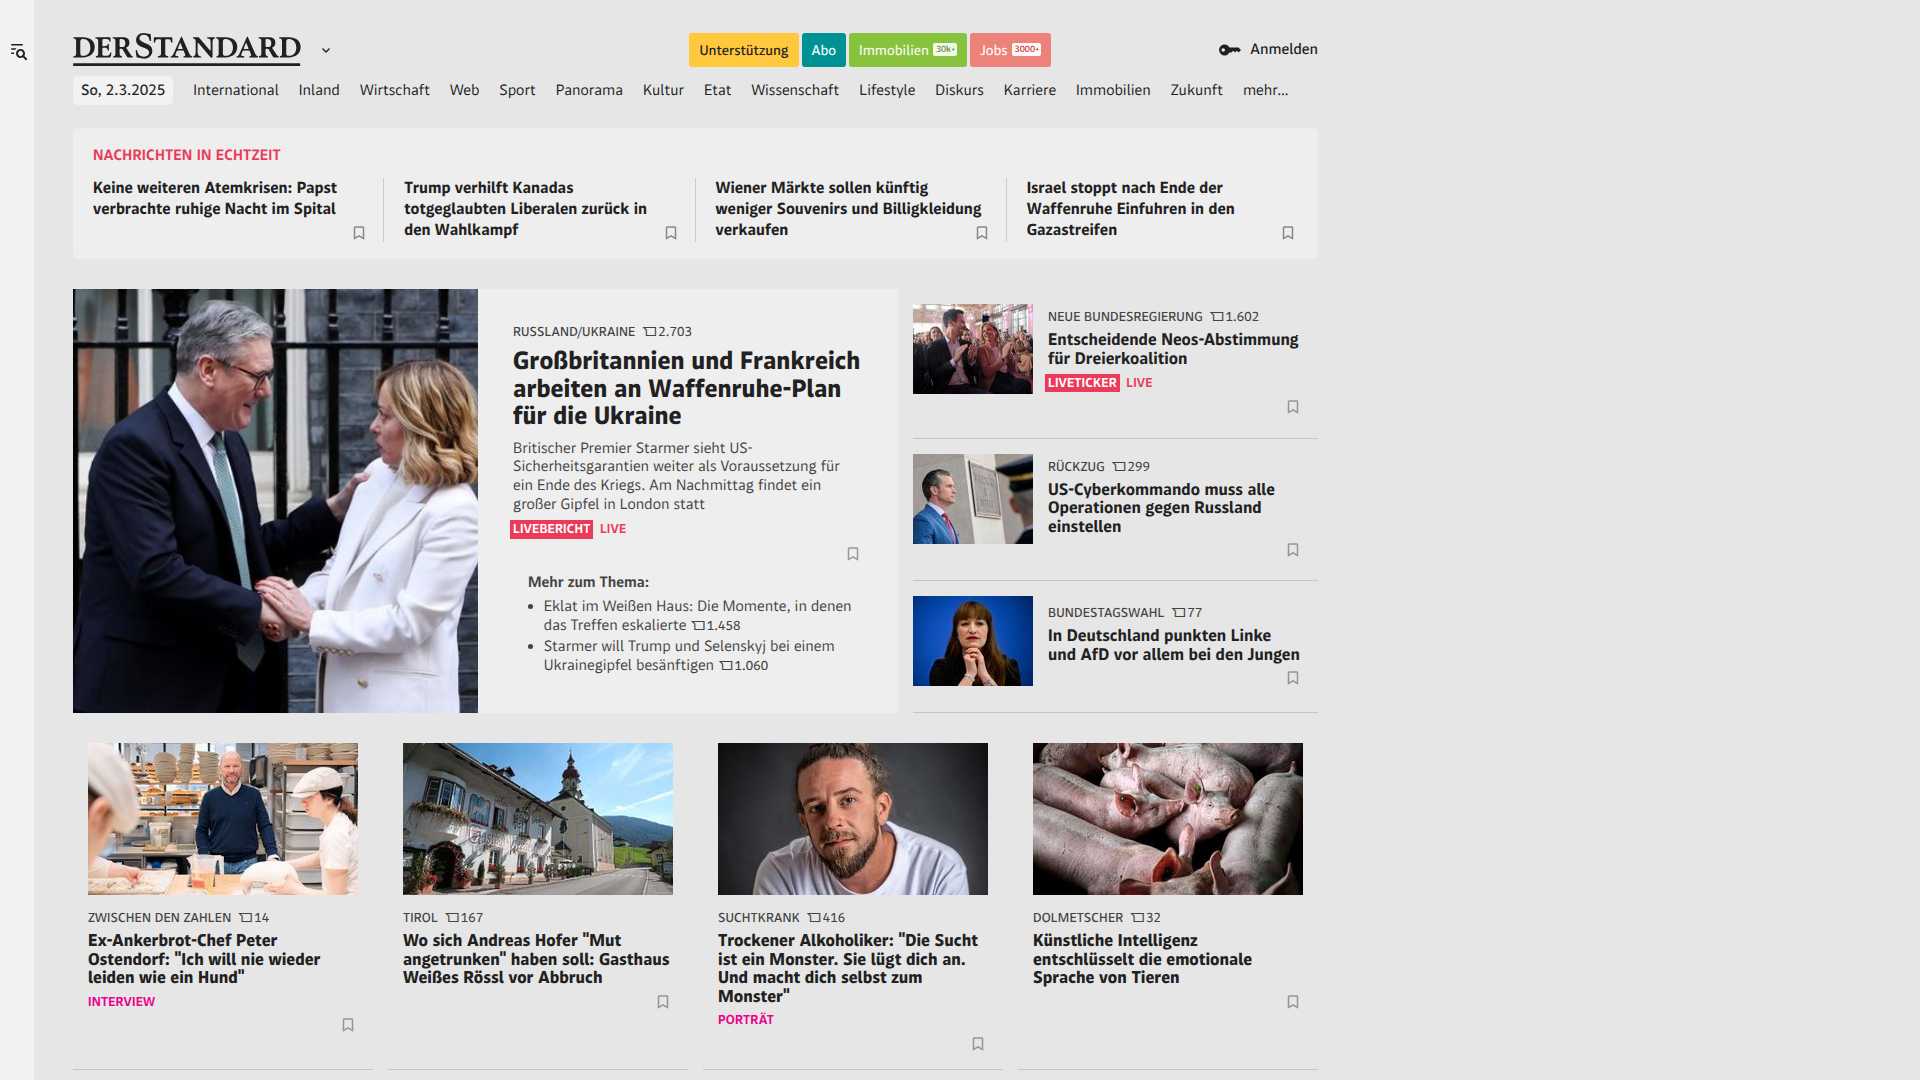 DERSTANDARD
Unterstützung Abo Immobilien 30k+ Jobs 3000+
Anmelden
So, 2.3.2025 International Inland Wirtschaft Web Sport Panorama Kultur Etat Wissenschaft Lifestyle Diskurs Karriere Immobilien Zukunft mehr...
NACHRICHTEN IN ECHTZEIT
Keine weiteren Atemkrisen: Papst
verbrachte ruhige Nacht im Spital
Trump verhilft Kanadas
totgeglaubten Liberalen zurück in
den Wahlkampf
Wiener Märkte sollen künftig
weniger Souvenirs und Billigkleidung
verkaufen
Israel stoppt nach Ende der
Waffenruhe Einfuhren in den
Gazastreifen
RUSSLAND/UKRAINE 2.703
Großbritannien und Frankreich
arbeiten an Waffenruhe-Plan
für die Ukraine
Britischer Premier Starmer sieht US-
Sicherheitsgarantien weiter als Voraussetzung für
ein Ende des Kriegs. Am Nachmittag findet ein
großer Gipfel in London statt
LIVEBERICHT LIVE
Mehr zum Thema:
• Eklat im Weißen Haus: Die Momente, in denen
das Treffen eskalierte 1.458
• Starmer will Trump und Selenskyj bei einem
Ukrainegipfel besänftigen 1.060
NEUE BUNDESREGIERUNG 1.602
Entscheidende Neos-Abstimmung
für Dreierkoalition
LIVETICKER LIVE
RÜCKZUG 299
US-Cyberkommando muss alle
Operationen gegen Russland
einstellen
BUNDESTAGSWAHL 77
In Deutschland punkten Linke
und AfD vor allem bei den Jungen
ZWISCHEN DEN ZAHLEN 14
Ex-Ankerbrot-Chef Peter
Ostendorf: "Ich will nie wieder
leiden wie ein Hund"
INTERVIEW
TIROL 167
Wo sich Andreas Hofer "Mut
angetrunken" haben soll: Gasthaus
Weißes Rössl vor Abbruch
SUCHTKRANK 416
Trockener Alkoholiker: "Die Sucht
ist ein Monster. Sie lügt dich an.
Und macht dich selbst zum
Monster"
PORTRÄT
DOLMETSCHER 32
Künstliche Intelligenz
entschlüsselt die emotionale
Sprache von Tieren